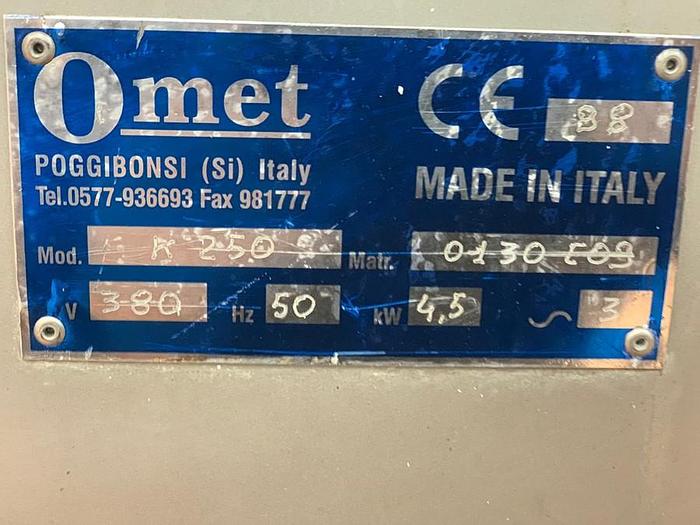 Omet
CE 88
POGGIBONSI (Si) Italy
Tel.0577-936693 Fax 981777
MADE IN ITALY
Mod. K 250 Matr. 0130
V 380 Hz 50 kW 4,5 ~ 3